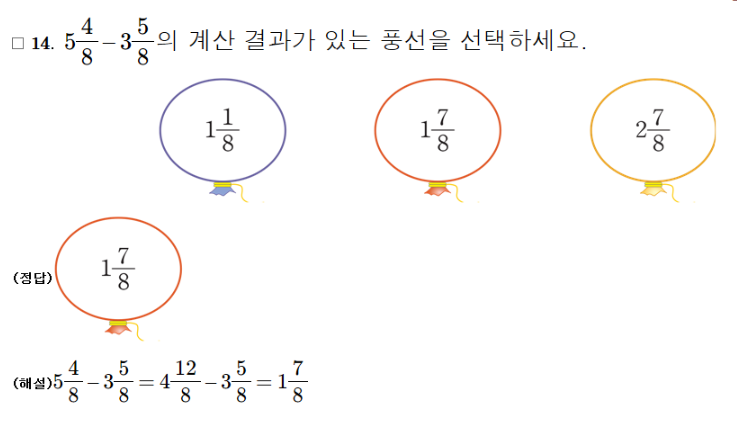 □ 14. 5 4/8 − 3 5/8의 계산 결과가 있는 풍선을 선택하세요.
1 1/8 1 7/8 2 7/8
(정답) 1 7/8
(해설) 5 4/8 − 3 5/8 = 4 12/8 − 3 5/8 = 1 7/8